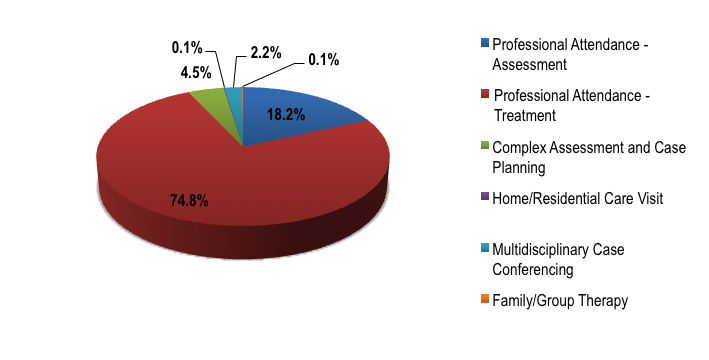 0.1%
2.2%
0.1%
4.5%
18.2%
74.8%
Professional Attendance -
Assessment
Professional Attendance -
Treatment
Complex Assessment and Case
Planning
Home/Residential Care Visit
Multidisciplinary Case
Conferencing
Family/Group Therapy